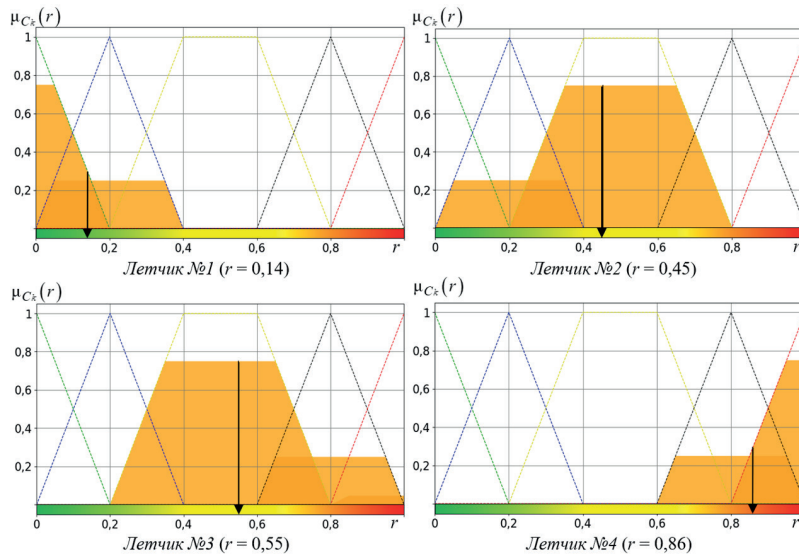 μCₖ(r) μCₖ(r)
1 1
0,8 0,8
0,6 0,6
0,4 0,4
0,2 0,2
0 0,2 0,4 0,6 0,8 r 0 0,2 0,4 0,6 0,8 r
Летчик №1 (r = 0,14) Летчик №2 (r = 0,45)
μCₖ(r) μCₖ(r)
1 1
0,8 0,8
0,6 0,6
0,4 0,4
0,2 0,2
0 0,2 0,4 0,6 0,8 r 0 0,2 0,4 0,6 0,8 r
Летчик №3 (r = 0,55) Летчик №4 (r = 0,86)